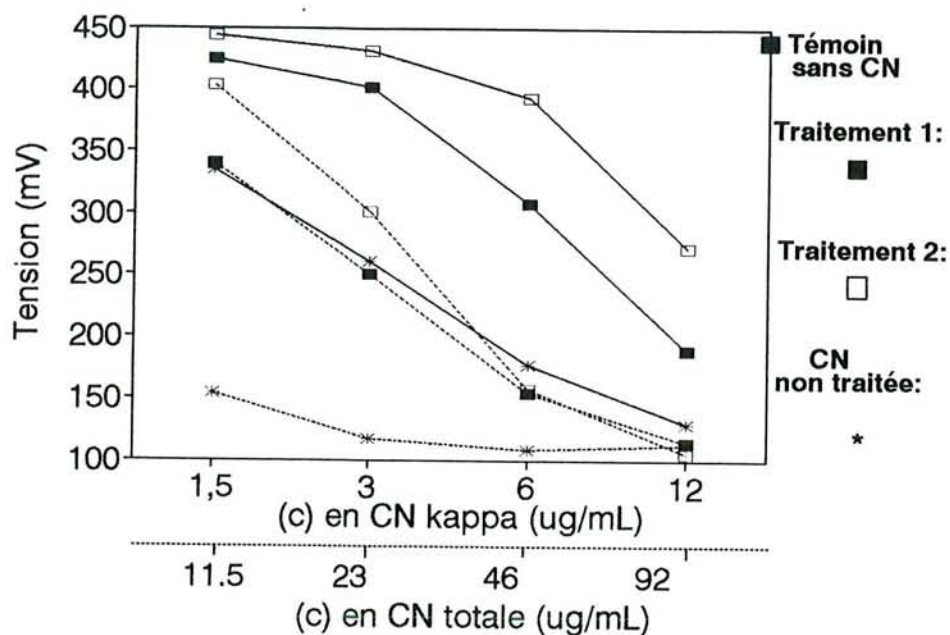 450
400
350
300
250
200
150
100
Tension (mV)
1,5 3 6 12
(c) en CN kappa (ug/mL)
11.5 23 46 92
(c) en CN totale (ug/mL)
Témoin
sans CN
Traitement 1:
Traitement 2:
CN
non traitée:
*